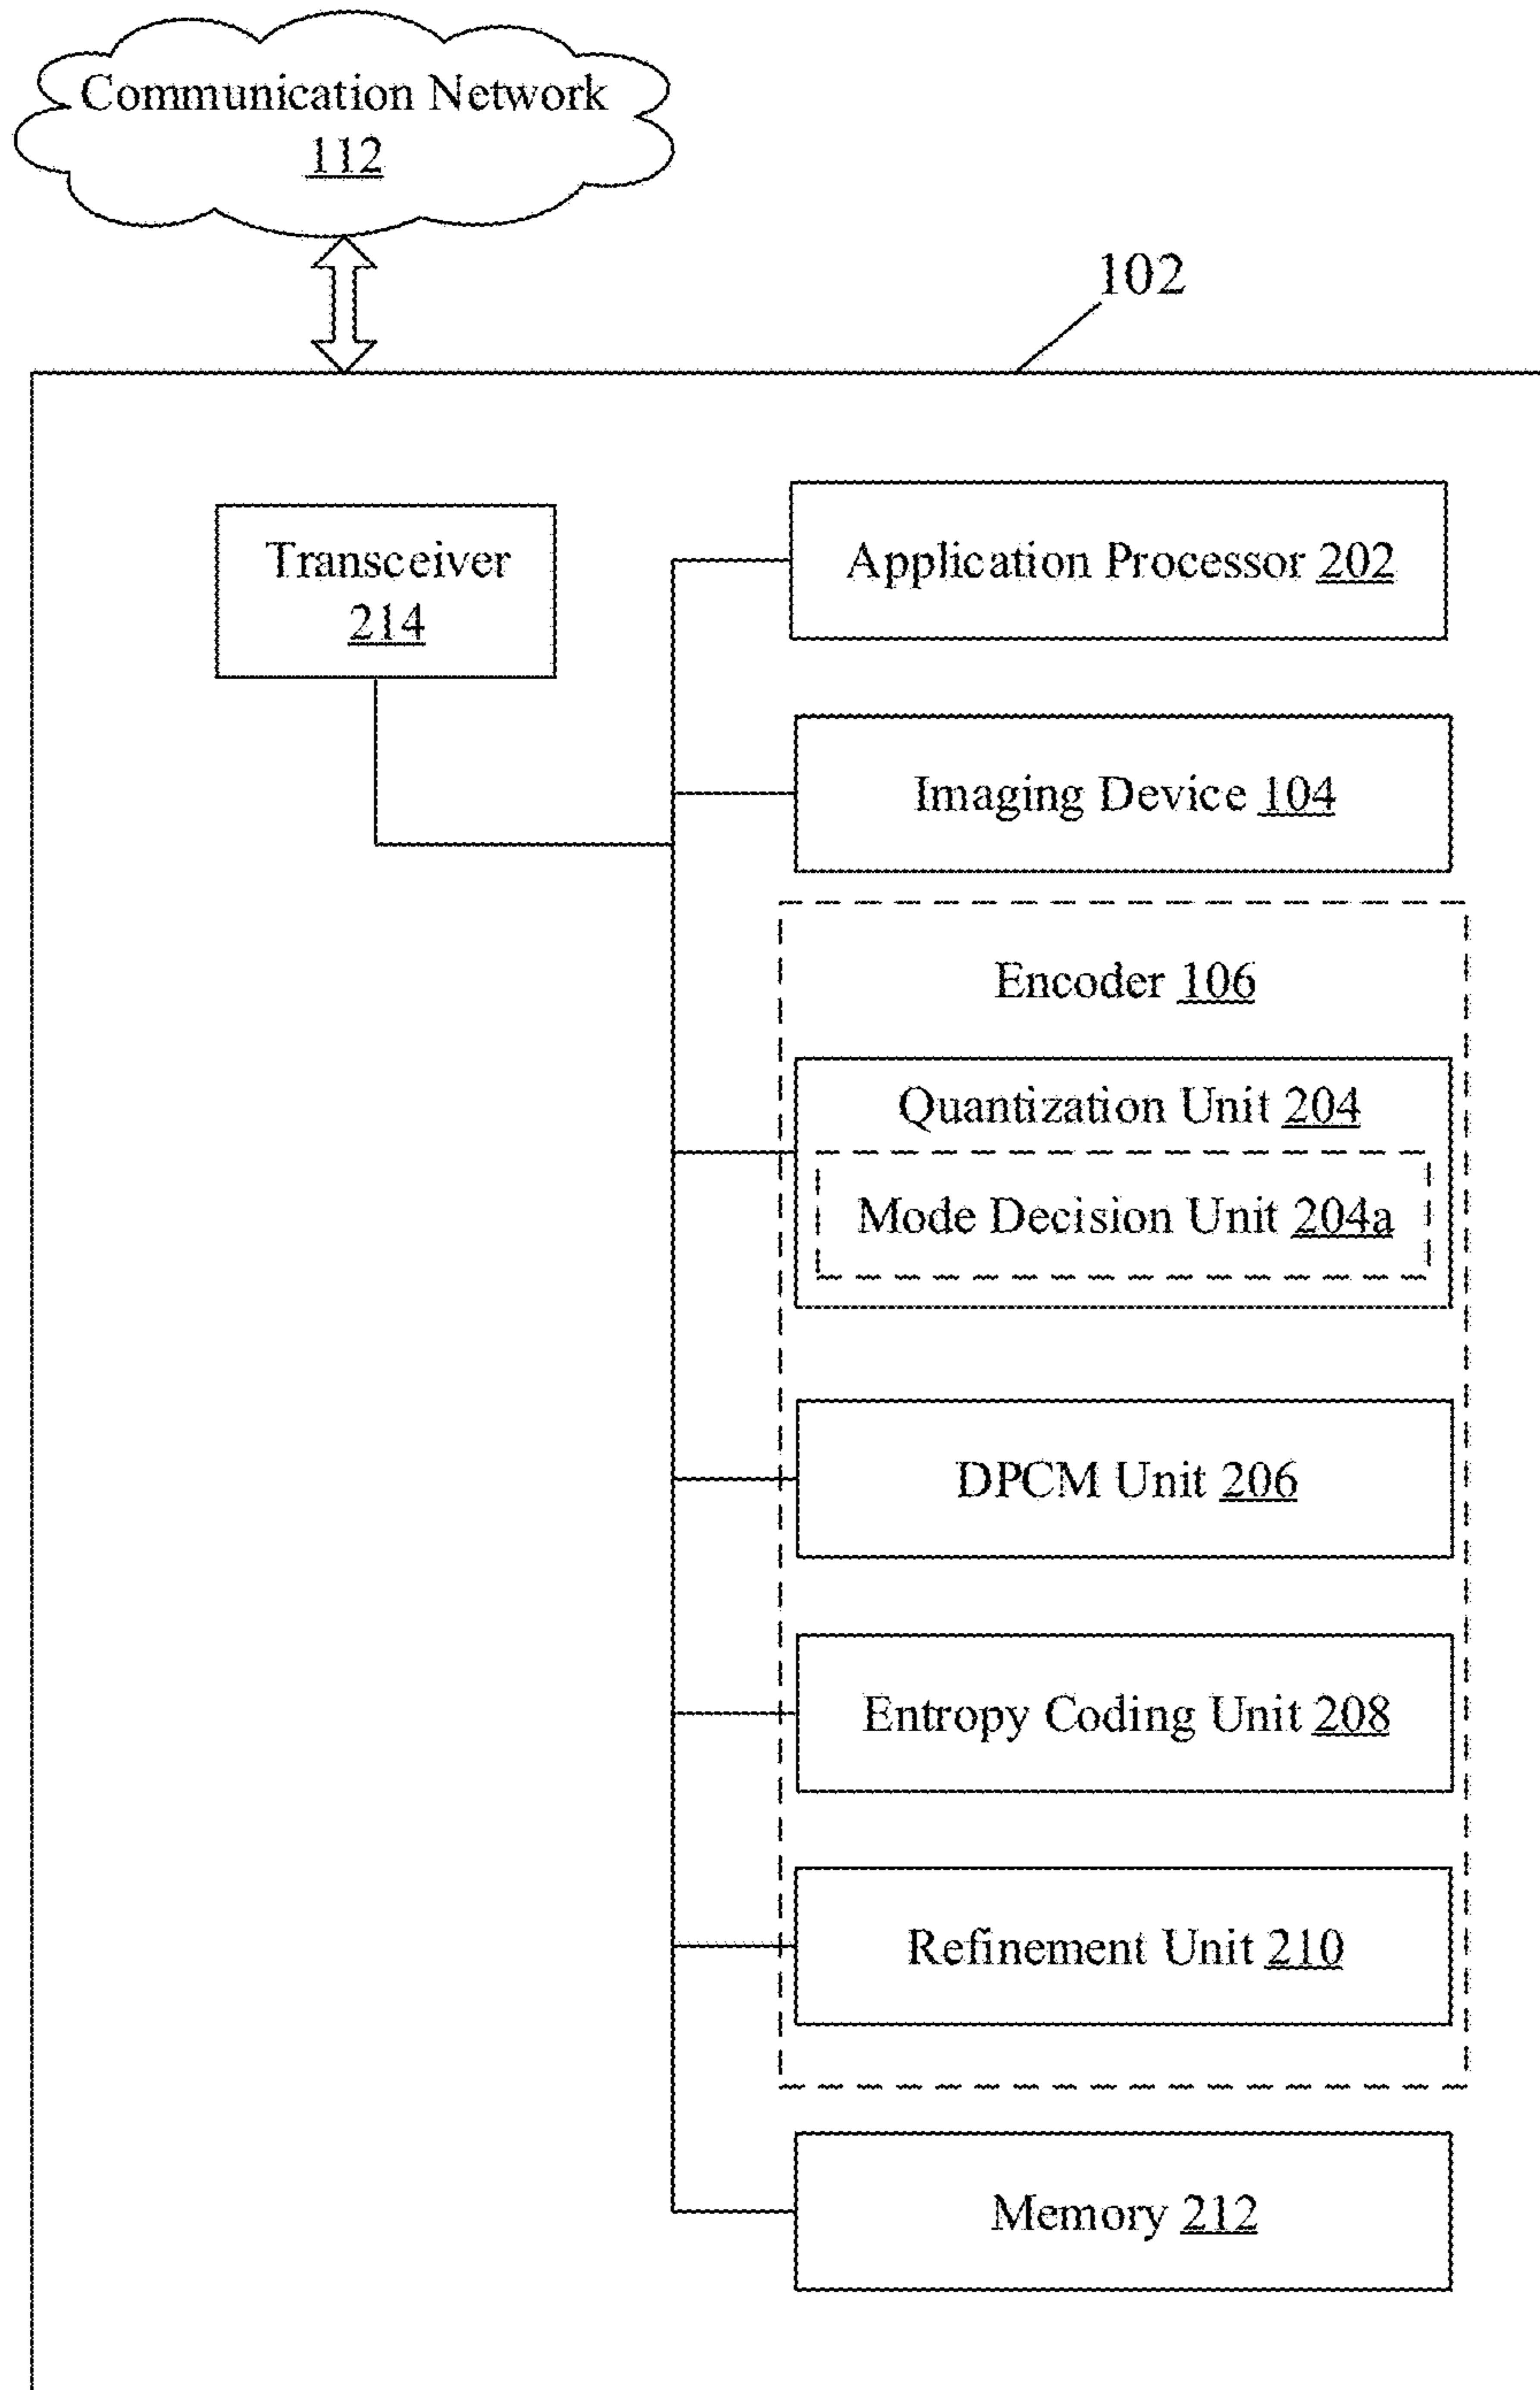 Communication Network
112
102
Transceiver
214
Application Processor 202
Imaging Device 104
Encoder 106
Quantization Unit 204
Mode Decision Unit 204a
DPCM Unit 206
Entropy Coding Unit 208
Refinement Unit 210
Memory 212